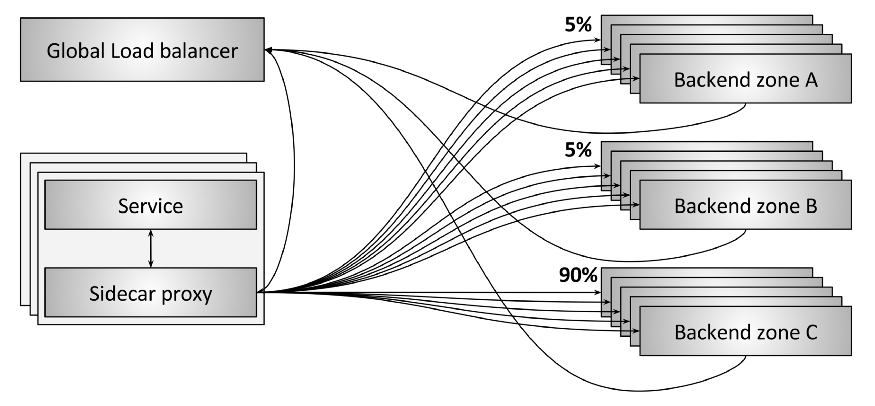 Global Load balancer
Service
Sidecar proxy
5%
Backend zone A
5%
Backend zone B
90%
Backend zone C